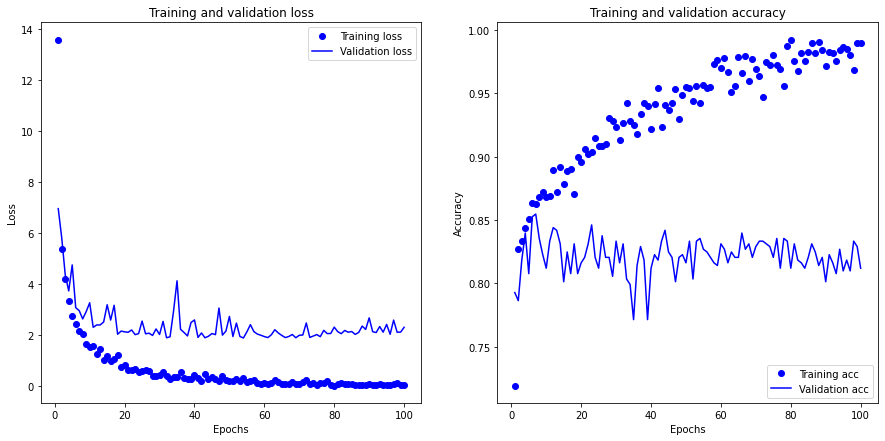 Training and validation loss
14
12
10
8
6
4
2
0
Loss
0
20
40
60
80
100
Epochs
Training loss
Validation loss
Training and validation accuracy
1.00
0.95
0.90
0.85
0.80
0.75
Accuracy
0
20
40
60
80
100
Epochs
Training acc
Validation acc